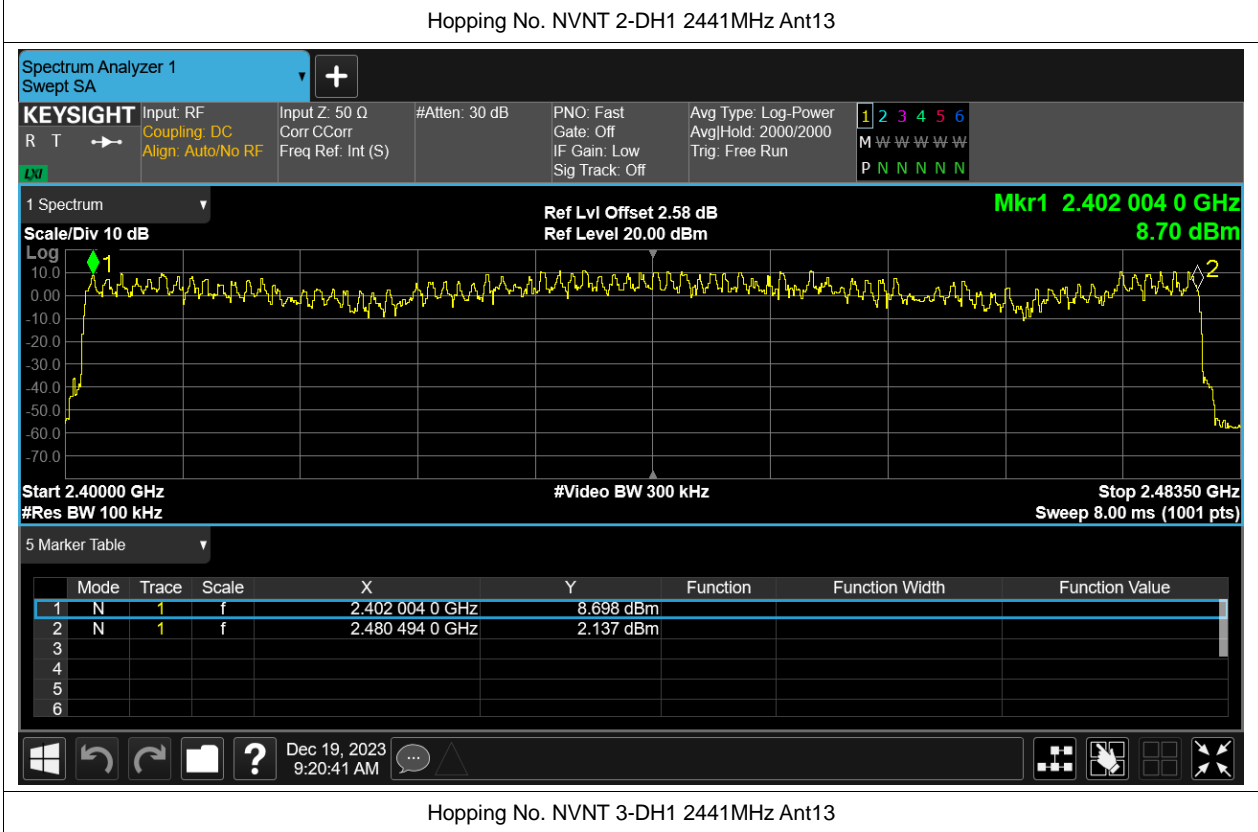 Hopping No. NVNT 2-DH1 2441MHz Ant13
Spectrum Analyzer 1
Swept SA
KEYSIGHT
R T
LXI
Input: RF
Coupling: DC
Align: Auto/No RF
Input Z: 50 Ω
Corr CCorr
Freq Ref: Int (S)
#Atten: 30 dB
PNO: Fast
Gate: Off
IF Gain: Low
Sig Track: Off
Avg Type: Log-Power
Avg|Hold: 2000/2000
Trig: Free Run
1 2 3 4 5 6
M W W W W W
P N N N N N
1 Spectrum
Scale/Div 10 dB
Ref Lvl Offset 2.58 dB
Ref Level 20.00 dBm
Mkr1 2.402 004 0 GHz
8.70 dBm
Log
10.0
0.00
-10.0
-20.0
-30.0
-40.0
-50.0
-60.0
-70.0
1
2
Start 2.40000 GHz
#Video BW 300 kHz
Stop 2.48350 GHz
#Res BW 100 kHz
Sweep 8.00 ms (1001 pts)
5 Marker Table
Mode Trace Scale X Y Function Function Width Function Value
1 N 1 f 2.402 004 0 GHz 8.698 dBm
2 N 1 f 2.480 494 0 GHz 2.137 dBm
3
4
5
6
?
Dec 19, 2023
9:20:41 AM
Hopping No. NVNT 3-DH1 2441MHz Ant13